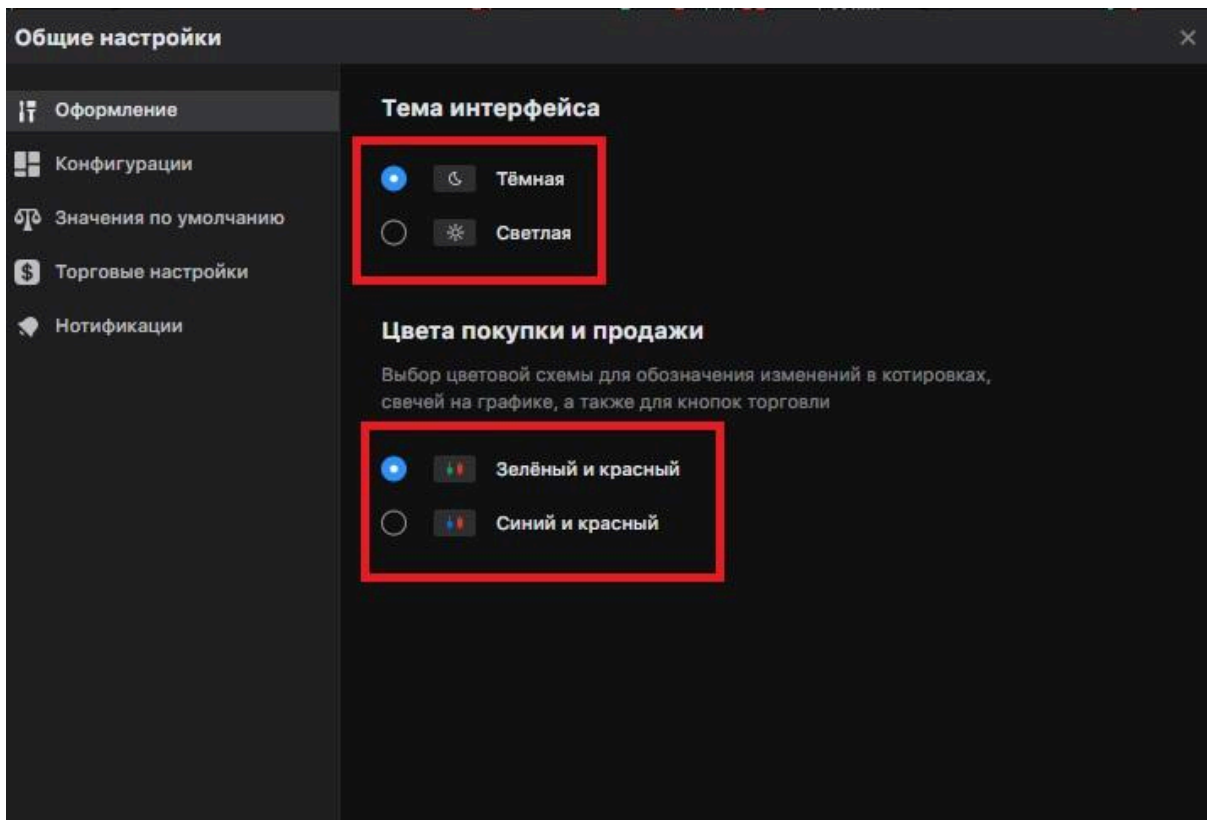 Общие настройки
Оформление
Конфигурации
Значения по умолчанию
Торговые настройки
Нотификации
Тема интерфейса
Тёмная
Светлая
Цвета покупки и продажи
Выбор цветовой схемы для обозначения изменений в котировках,
свечей на графике, а также для кнопок торговли
Зелёный и красный
Синий и красный